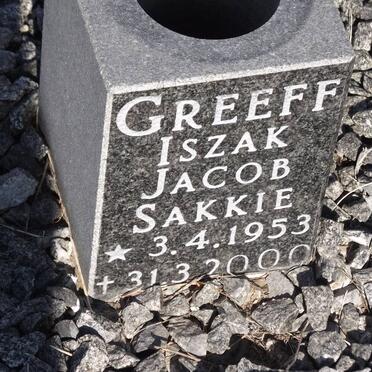 GREEFF
ISZAK
JACOB
SAKKIE
★ 3.4.1953
✝ 31.3.2000